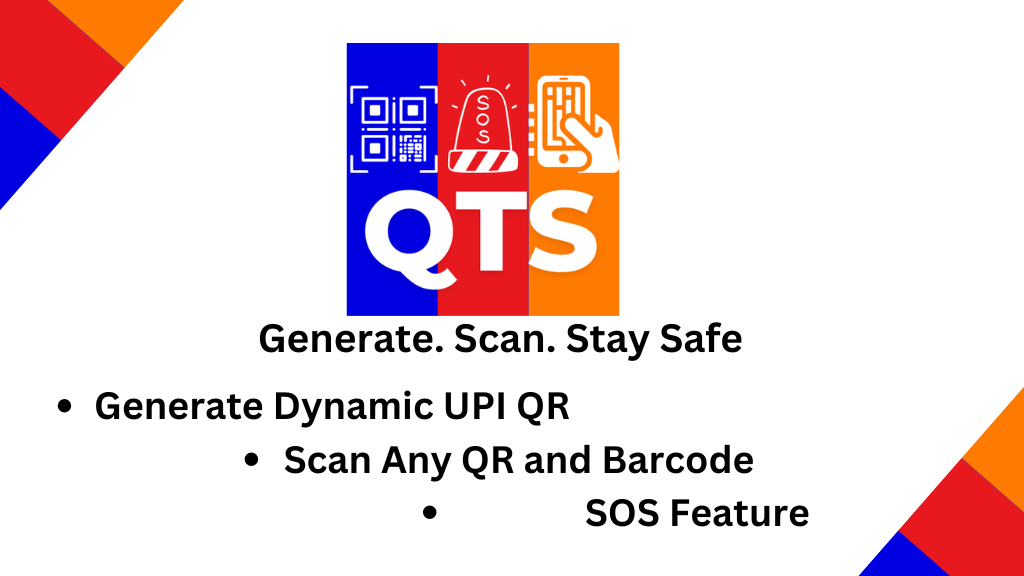 SOS
QTS
Generate. Scan. Stay Safe
• Generate Dynamic UPI QR
• Scan Any QR and Barcode
• SOS Feature